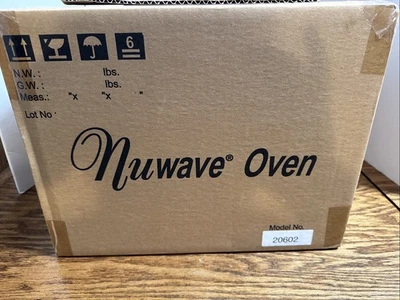 6
N.W.: lbs.
G.W.: lbs.
Meas.: "x "x "
Lot No :
Nuwave® Oven
Model No.
20602